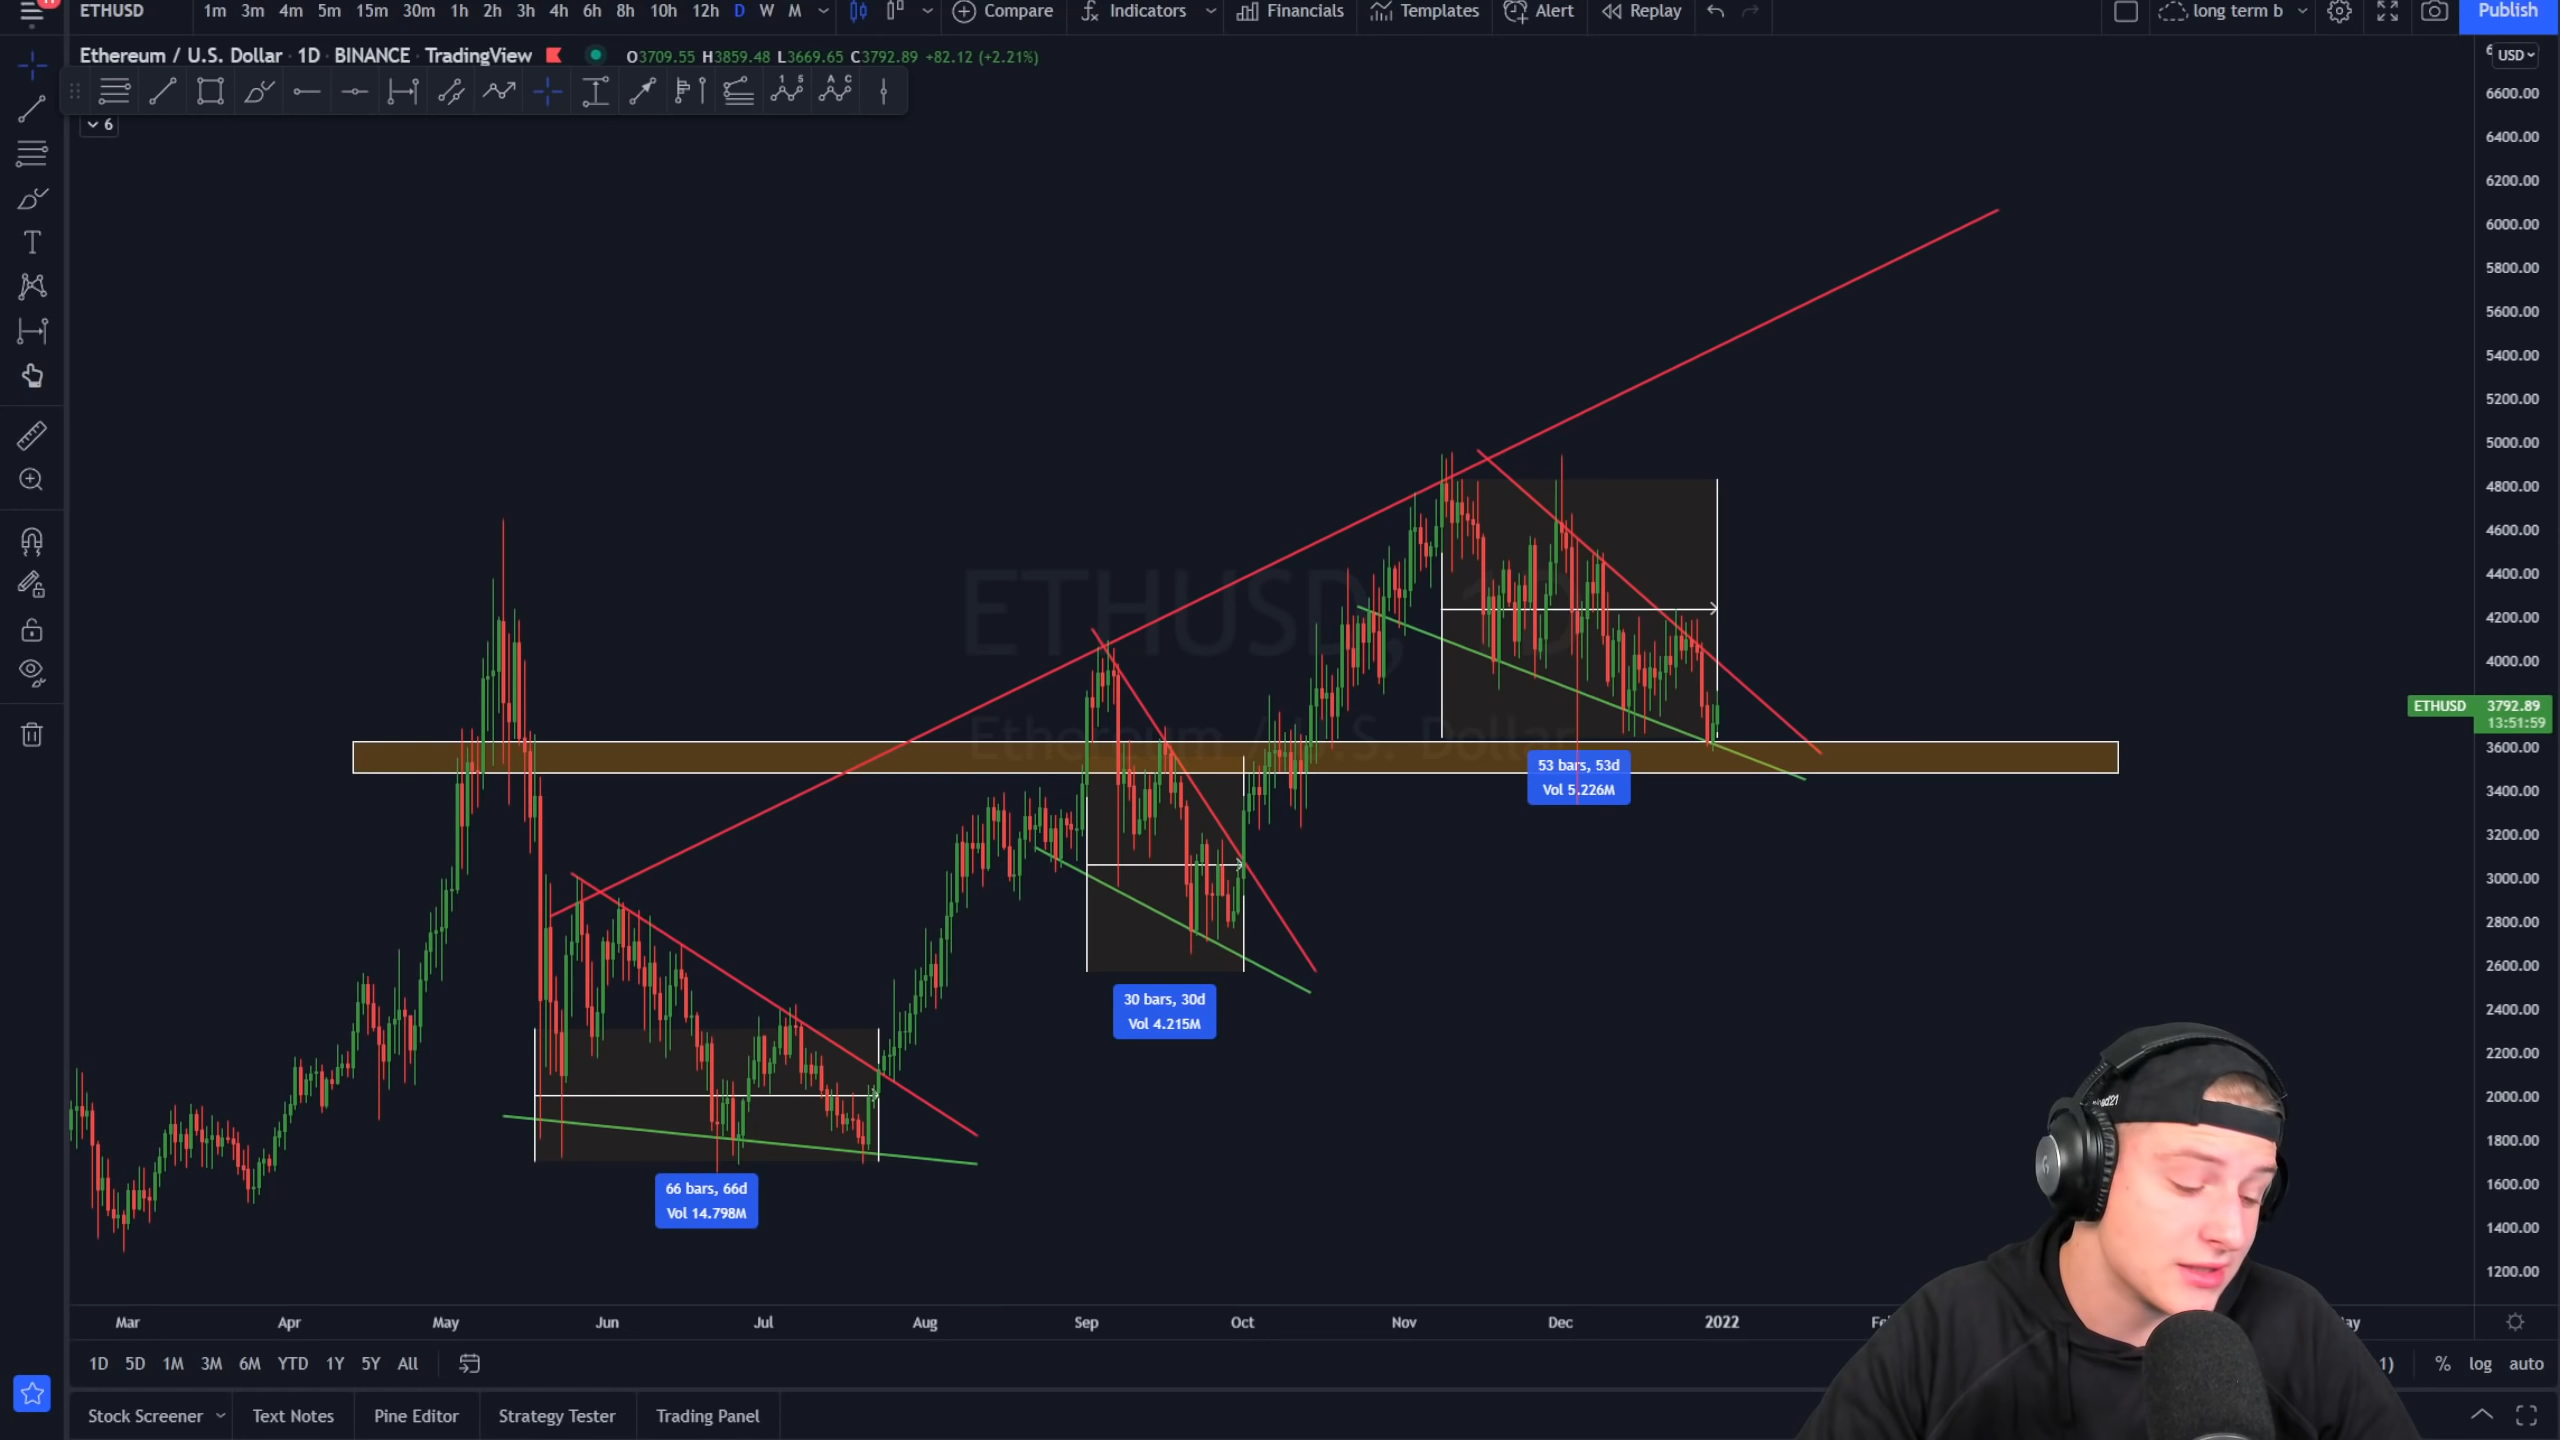 ETHUSD 1m 3m 4m 5m 15m 30m 1h 2h 3h 4h 6h 8h 10h 12h D W M Compare Indicators Financials Templates Alert Replay long term b Publish
Ethereum / U.S. Dollar · 1D · BINANCE · TradingView O3709.55 H3859.48 L3669.65 C3792.89 +82.12 (+2.21%)
USD
6
6600.00
6400.00
6200.00
6000.00
5800.00
5600.00
5400.00
5200.00
5000.00
4800.00
4600.00
4400.00
4200.00
4000.00
ETHUSD 3792.89
13:51:59
3600.00
3400.00
3200.00
3000.00
2800.00
2600.00
2400.00
2200.00
2000.00
1800.00
1600.00
1400.00
1200.00
ETHUSD, 1D
Ethereum / U.S. Dollar
53 bars, 53d
Vol 5.226M
30 bars, 30d
Vol 4.215M
66 bars, 66d
Vol 14.798M
Mar Apr May Jun Jul Aug Sep Oct Nov Dec 2022
1D 5D 1M 3M 6M YTD 1Y 5Y All % log auto
Stock Screener Text Notes Pine Editor Strategy Tester Trading Panel